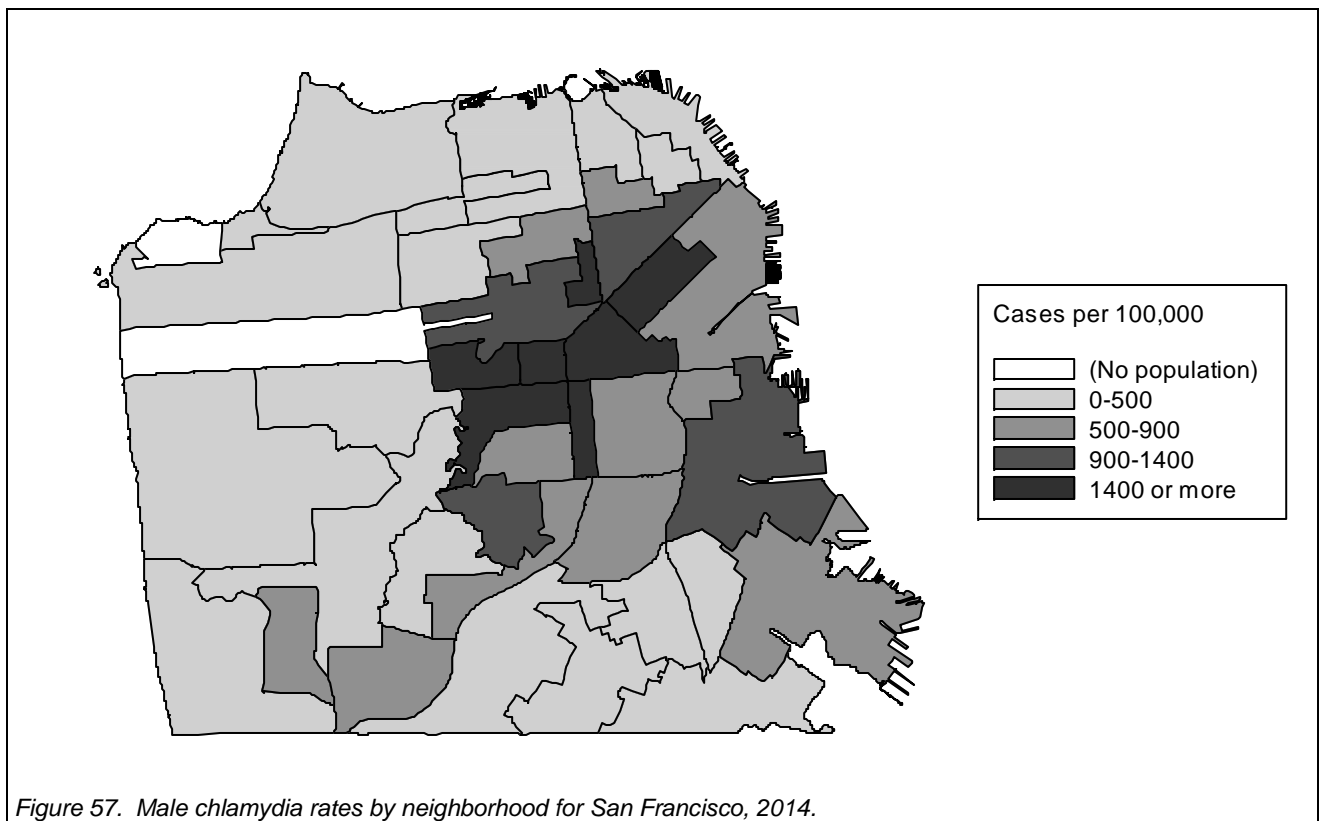 Cases per 100,000
(No population)
0-500
500-900
900-1400
1400 or more
Figure 57. Male chlamydia rates by neighborhood for San Francisco, 2014.